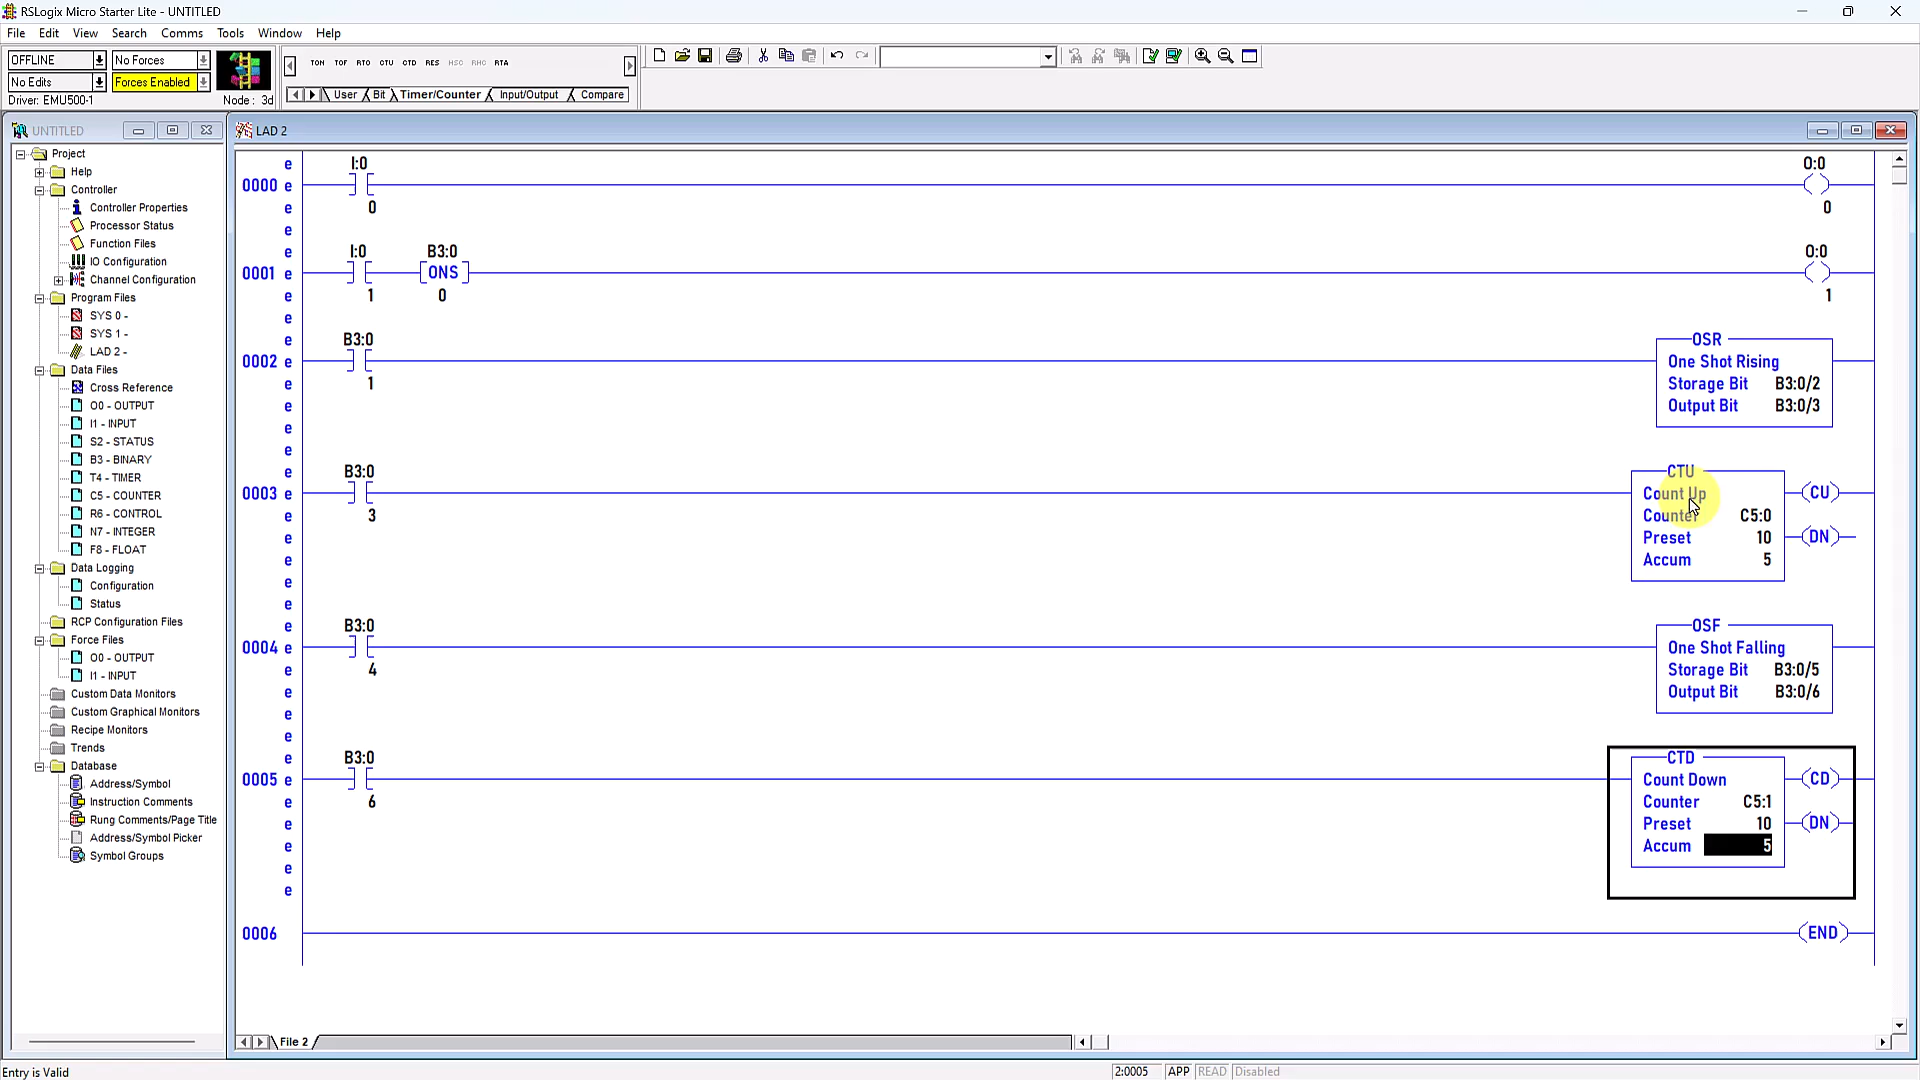 RSLogix Micro Starter Lite - UNTITLED
File Edit View Search Comms Tools Window Help
OFFLINE No Forces
No Edits Forces Enabled
Driver: EMU500-1 Node: 3d
TON TOF RTO CTU CTD RES HSC RHC RTA
User Bit Timer/Counter Input/Output Compare
UNTITLED
Project
Help
Controller
Controller Properties
Processor Status
Function Files
IO Configuration
Channel Configuration
Program Files
SYS 0 -
SYS 1 -
LAD 2 -
Data Files
Cross Reference
O0 - OUTPUT
I1 - INPUT
S2 - STATUS
B3 - BINARY
T4 - TIMER
C5 - COUNTER
R6 - CONTROL
N7 - INTEGER
F8 - FLOAT
Data Logging
Configuration
Status
RCP Configuration Files
Force Files
O0 - OUTPUT
I1 - INPUT
Custom Data Monitors
Custom Graphical Monitors
Recipe Monitors
Trends
Database
Address/Symbol
Instruction Comments
Rung Comments/Page Title
Address/Symbol Picker
Symbol Groups
LAD 2
e I:0 O:0
0000 e
e 0 0
e
e I:0 B3:0 O:0
0001 e ONS
e 1 0 1
e
e B3:0 OSR
0002 e One Shot Rising
e 1 Storage Bit B3:0/2
e Output Bit B3:0/3
e
e
e B3:0 CTU
0003 e Count Up CU
e 3 Counter C5:0
e Preset 10 DN
e Accum 5
e
e
e B3:0 OSF
0004 e One Shot Falling
e 4 Storage Bit B3:0/5
e Output Bit B3:0/6
e
e
e B3:0 CTD
0005 e Count Down CD
e 6 Counter C5:1
e Preset 10 DN
e Accum 5
e
e
0006 END
File 2
Entry is Valid 2:0005 APP READ Disabled